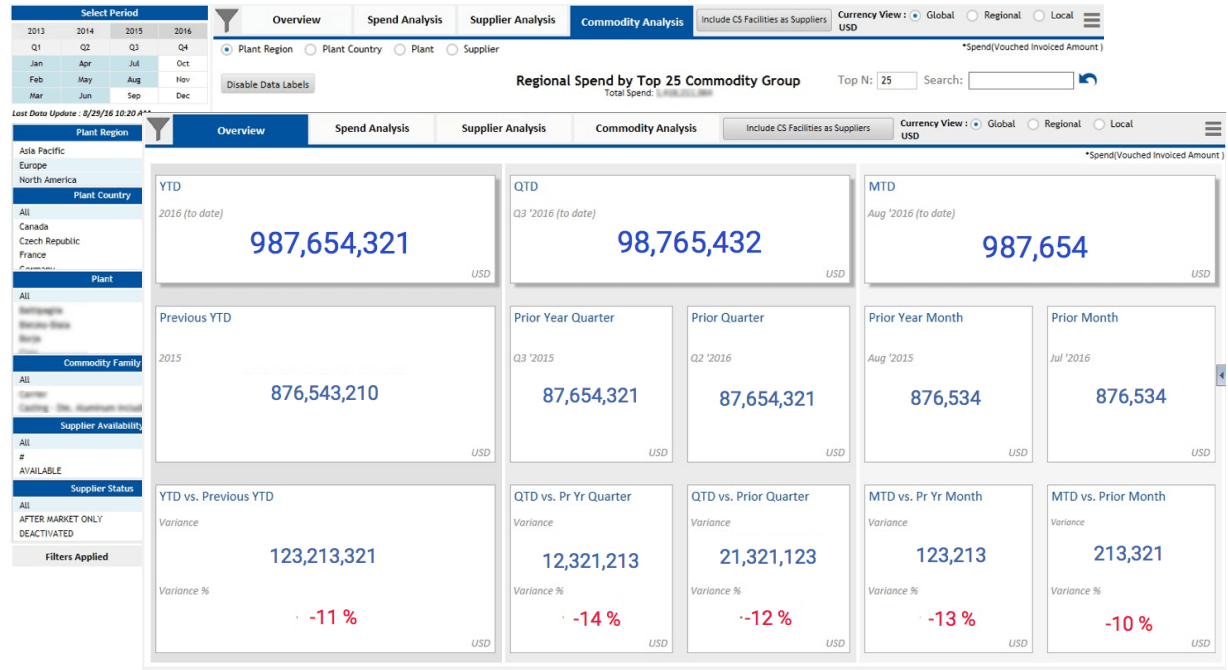 Select Period
2013 2014 2015 2016
Q1 Q2 Q3 Q4
Jan Apr Jul Oct
Feb May Aug Nov
Mar Jun Sep Dec
Last Data Update : 8/29/16 10:20 AM
Overview Spend Analysis Supplier Analysis Commodity Analysis Include CS Facilities as Suppliers Currency View : Global Regional Local
USD
Plant Region Plant Country Plant Supplier *Spend(Vouched Invoiced Amount)
Disable Data Labels Regional Spend by Top 25 Commodity Group Top N: 25 Search:
Total Spend:
Plant Region
Asia Pacific
Europe
North America
Plant Country
All
Canada
Czech Republic
France
Germany
Plant
All
Commodity Family
All
Supplier Availability
All
#
AVAILABLE
Supplier Status
All
AFTER MARKET ONLY
DEACTIVATED
Filters Applied
Overview Spend Analysis Supplier Analysis Commodity Analysis Include CS Facilities as Suppliers Currency View : Global Regional Local
USD
*Spend(Vouched Invoiced Amount )
YTD QTD MTD
2016 (to date) Q3 '2016 (to date) Aug '2016 (to date)
987,654,321 98,765,432 987,654
USD USD USD
Previous YTD Prior Year Quarter Prior Quarter Prior Year Month Prior Month
2015 Q3 '2015 Q2 '2016 Aug '2015 Jul '2016
876,543,210 87,654,321 87,654,321 876,534 876,534
USD USD USD USD USD
YTD vs. Previous YTD QTD vs. Pr Yr Quarter QTD vs. Prior Quarter MTD vs. Pr Yr Month MTD vs. Prior Month
Variance Variance Variance Variance Variance
123,213,321 12,321,213 21,321,123 123,213 213,321
Variance % Variance % Variance % Variance % Variance %
-11 % -14 % -12 % -13 % -10 %
USD USD USD USD USD